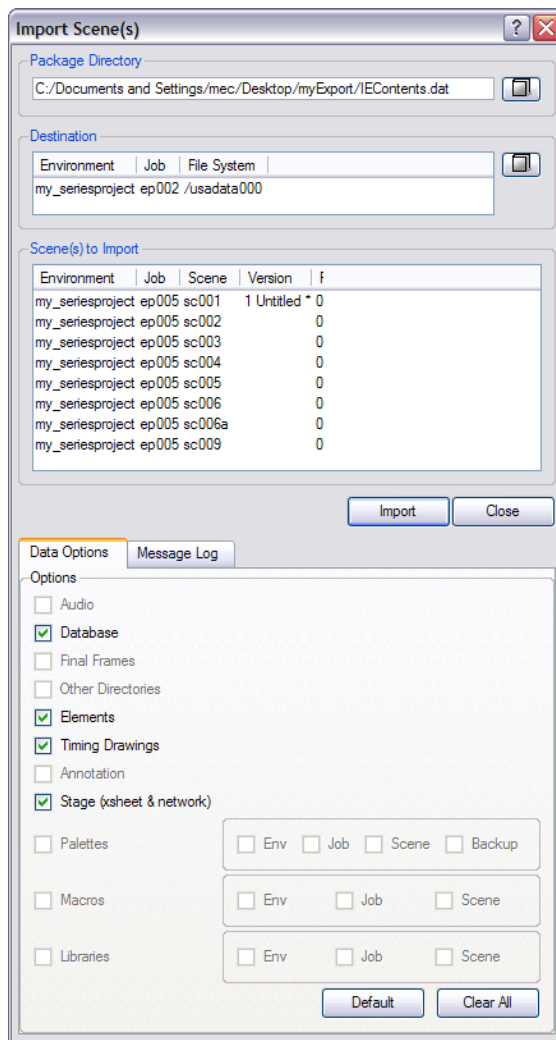 Import Scene(s)
Package Directory
C:/Documents and Settings/mec/Desktop/myExport/IEContents.dat
Destination
Environment Job File System
my_seriesproject ep002 /usadata000
Scene(s) to Import
Environment Job Scene Version F
my_seriesproject ep005 sc001 1 Untitled * 0
my_seriesproject ep005 sc002 0
my_seriesproject ep005 sc003 0
my_seriesproject ep005 sc004 0
my_seriesproject ep005 sc005 0
my_seriesproject ep005 sc006 0
my_seriesproject ep005 sc006a 0
my_seriesproject ep005 sc009 0
Import Close
Data Options Message Log
Options
Audio
Database
Final Frames
Other Directories
Elements
Timing Drawings
Annotation
Stage (xsheet & network)
Palettes Env Job Scene Backup
Macros Env Job Scene
Libraries Env Job Scene
Default Clear All